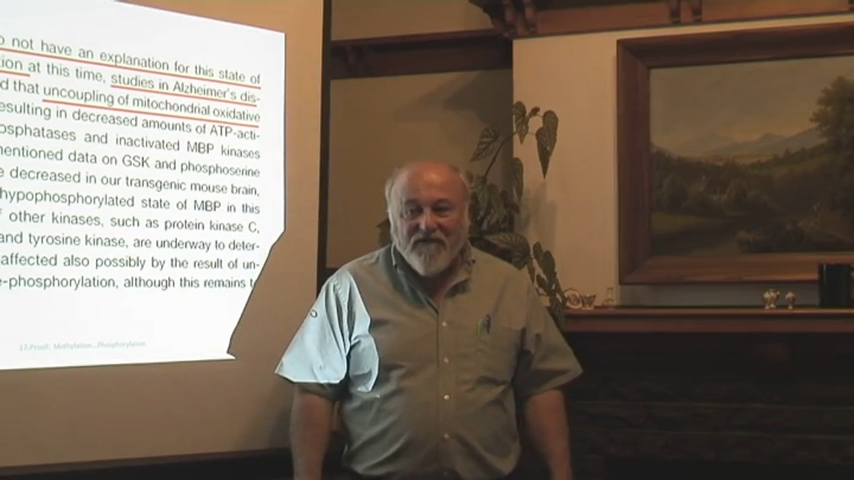 o not have an explanation for this state of
ion at this time, studies in Alzheimer's dis-
d that uncoupling of mitochondrial oxidative
esulting in decreased amounts of ATP-acti-
osphatases and inactivated MBP kinases
mentioned data on GSK and phosphoserine
e decreased in our transgenic mouse brain,
hypophosphorylated state of MBP in this
f other kinases, such as protein kinase C,
and tyrosine kinase, are underway to deter-
affected also possibly by the result of un-
e-phosphorylation, although this remains t
17.Proofs Methylation...Phosphorylation